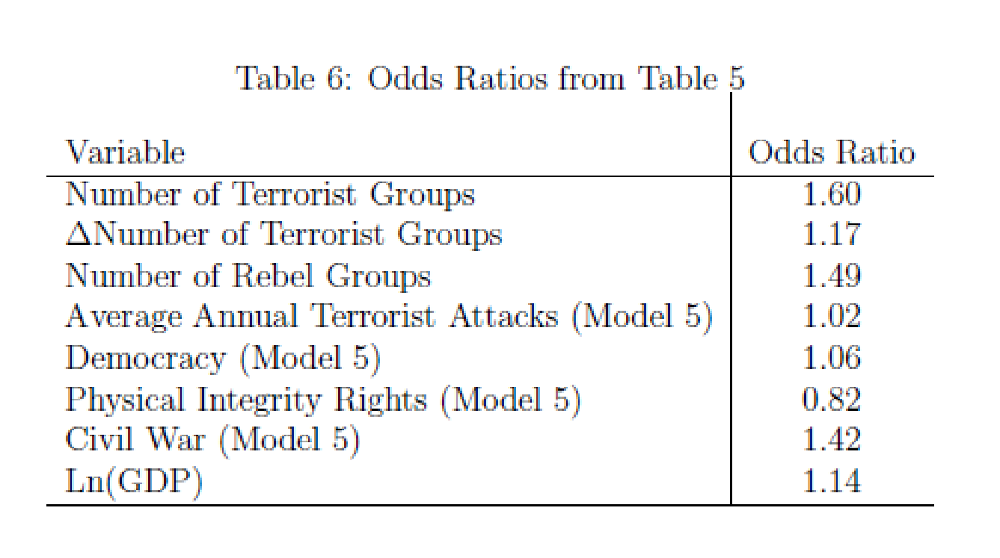 Table 6: Odds Ratios from Table 5
Variable Odds Ratio
Number of Terrorist Groups 1.60
ΔNumber of Terrorist Groups 1.17
Number of Rebel Groups 1.49
Average Annual Terrorist Attacks (Model 5) 1.02
Democracy (Model 5) 1.06
Physical Integrity Rights (Model 5) 0.82
Civil War (Model 5) 1.42
Ln(GDP) 1.14